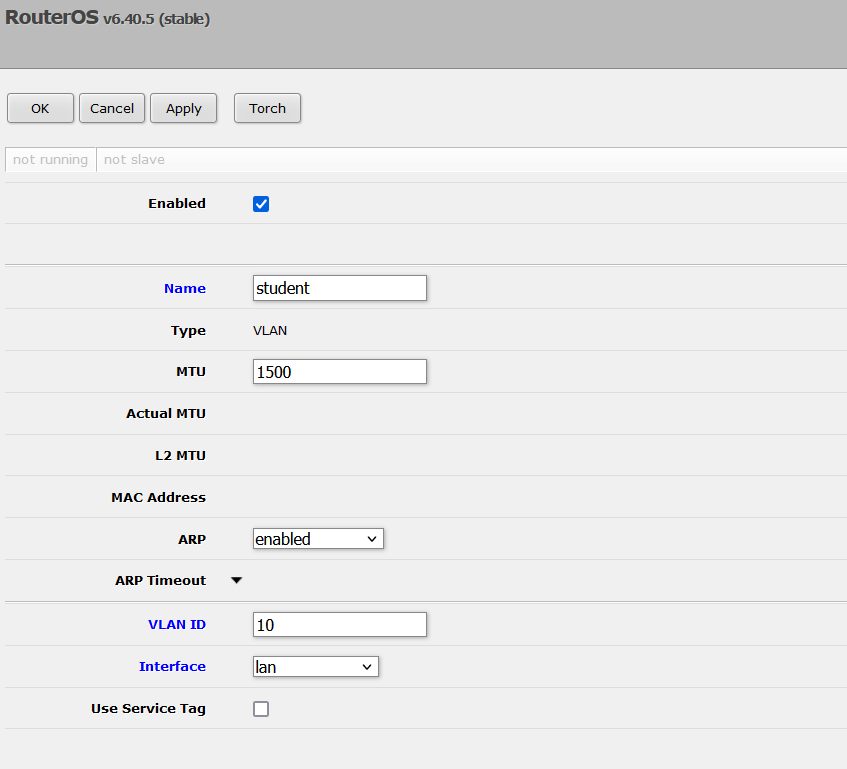 RouterOS v6.40.5 (stable)
OK Cancel Apply Torch
not running not slave
Enabled
Name student
Type VLAN
MTU 1500
Actual MTU
L2 MTU
MAC Address
ARP enabled
ARP Timeout
VLAN ID 10
Interface lan
Use Service Tag